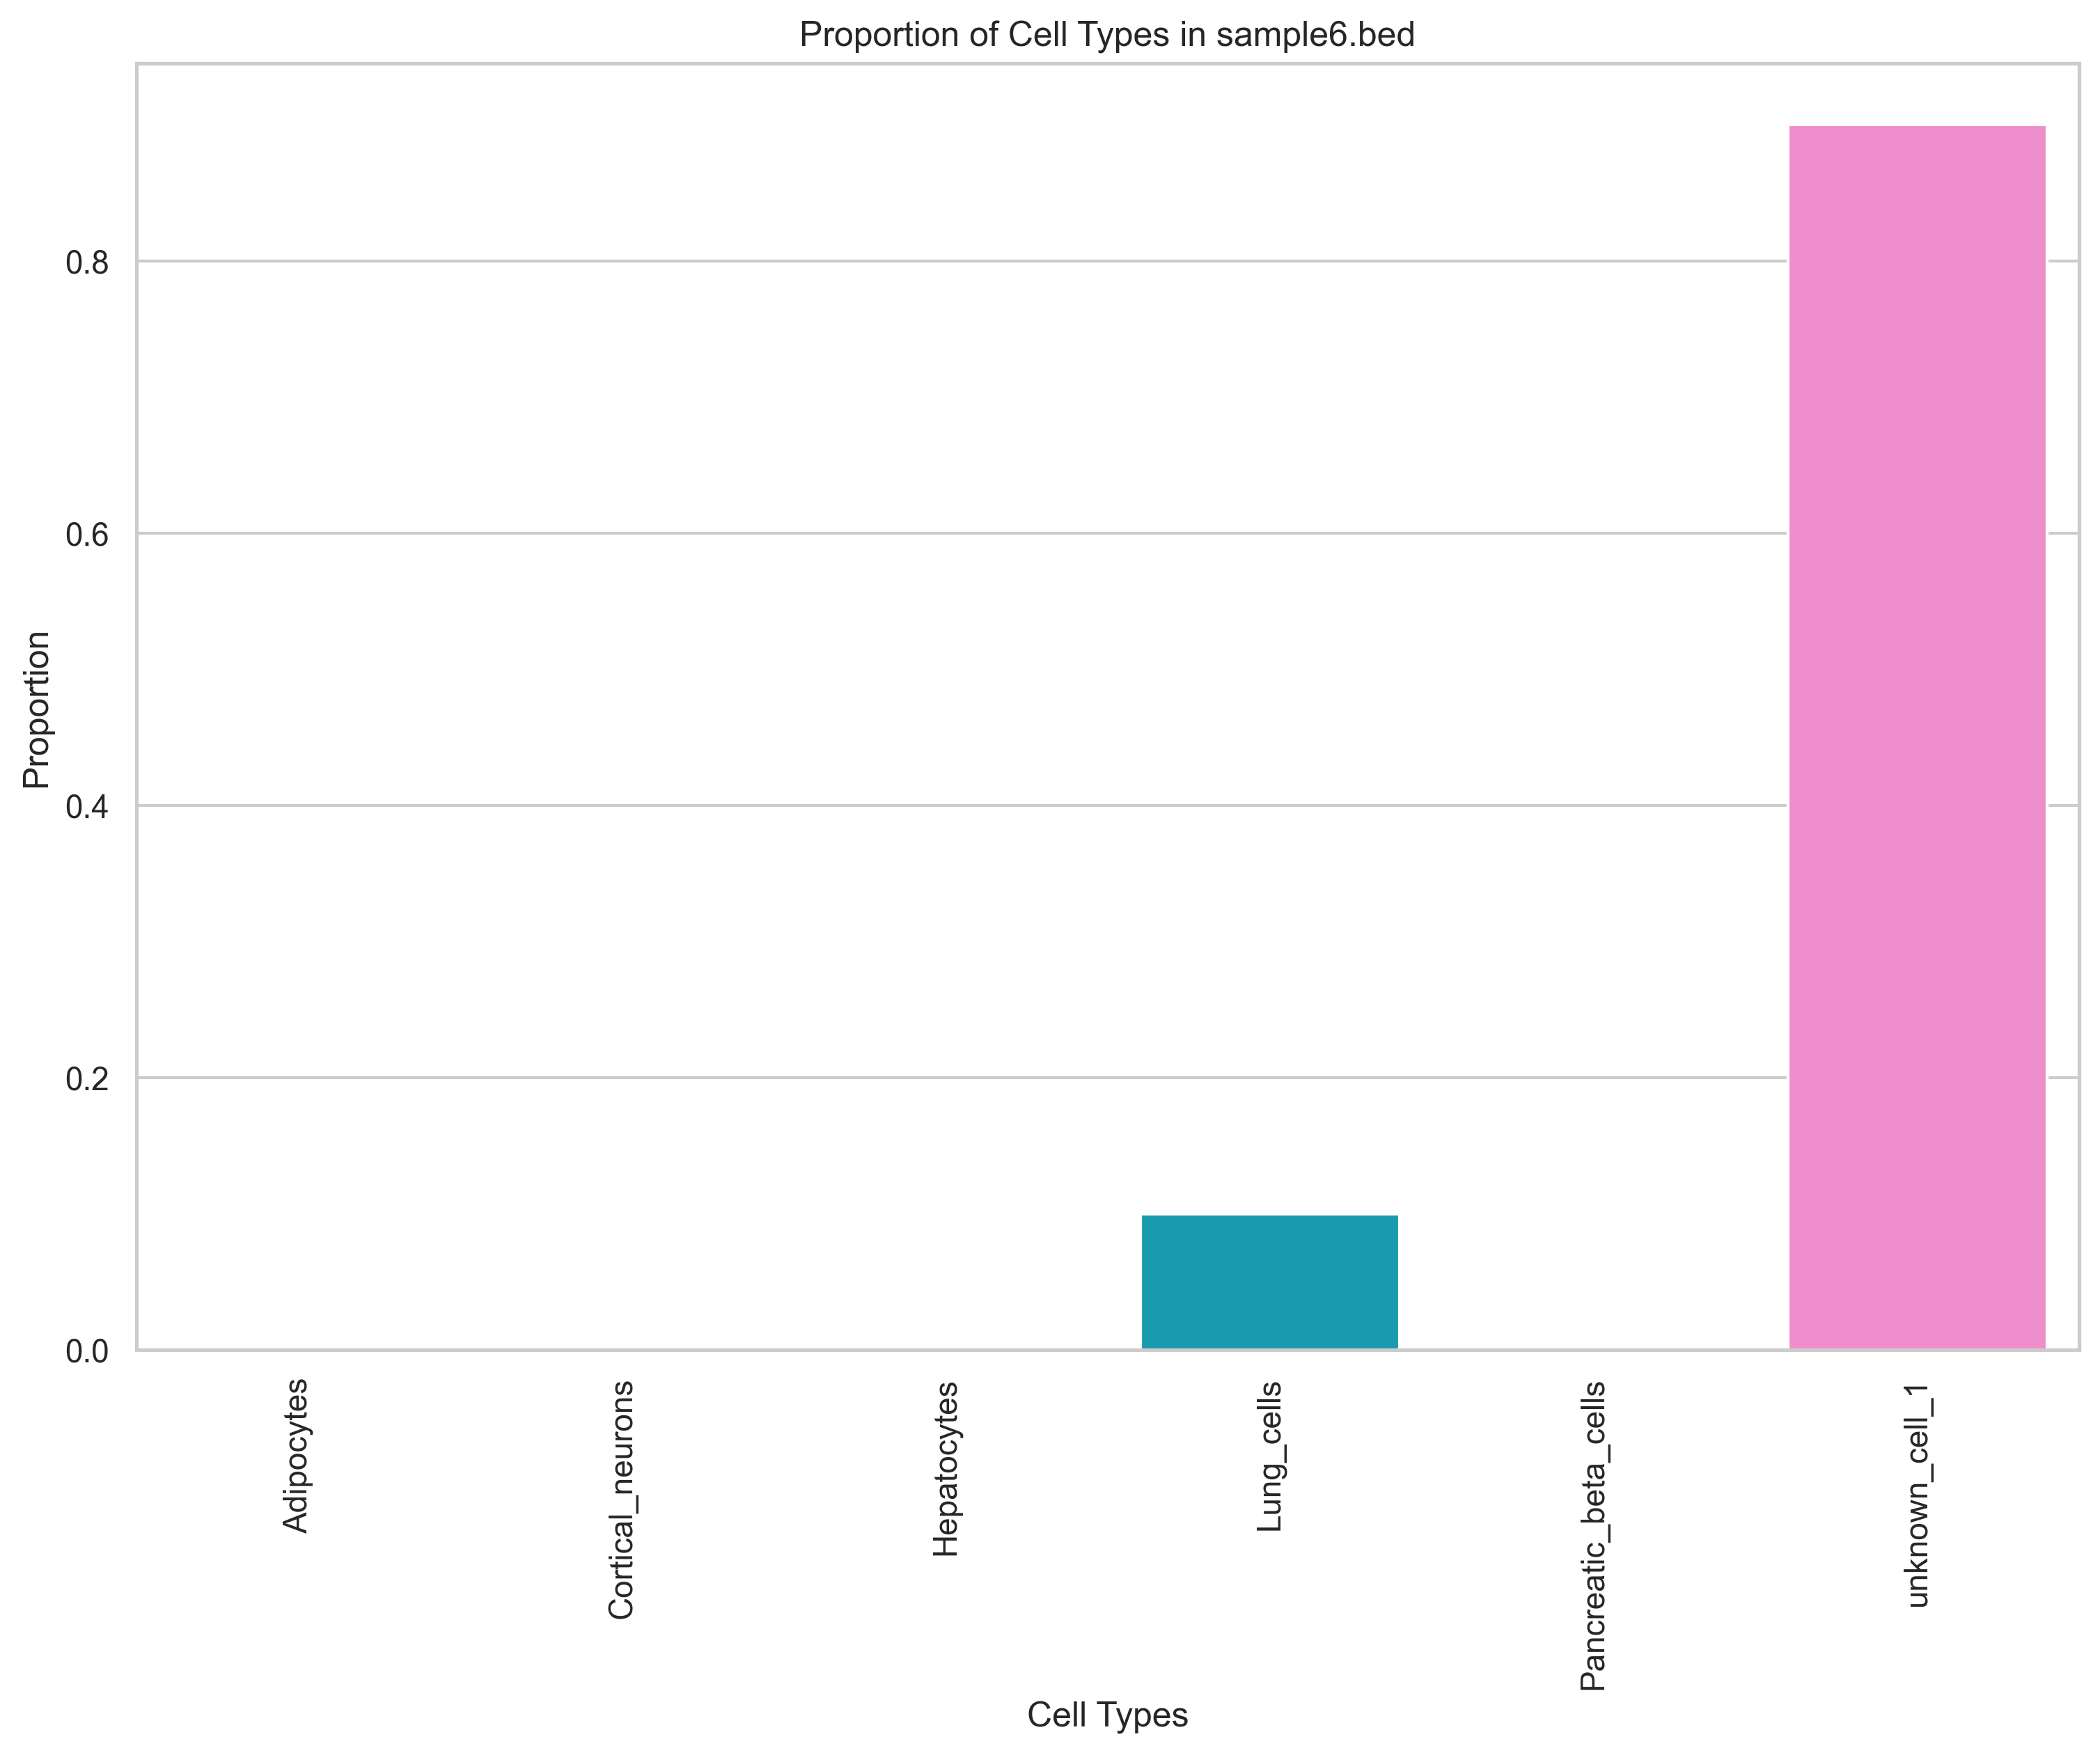 Proportion of Cell Types in sample6.bed
Proportion
0.8
0.6
0.4
0.2
0.0
Adipocytes
Cortical_neurons
Hepatocytes
Lung_cells
Pancreatic_beta_cells
unknown_cell_1
Cell Types